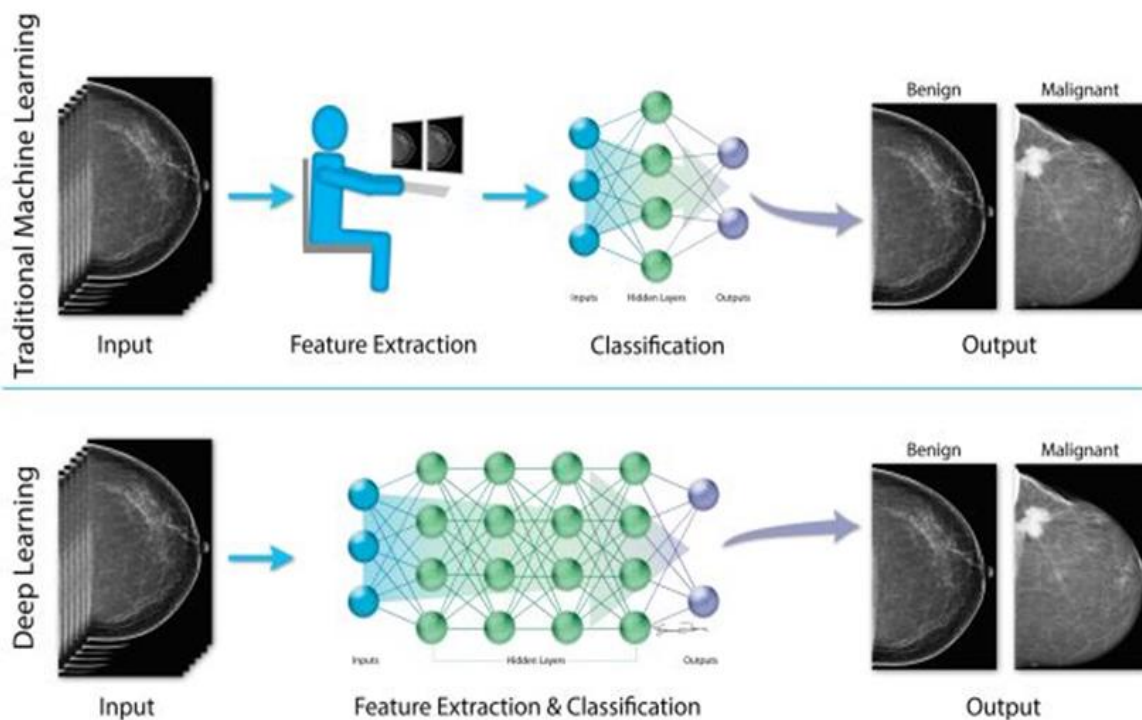 Traditional Machine Learning
Benign
Malignant
Inputs
Hidden Layers
Outputs
Input
Feature Extraction
Classification
Output
Deep Learning
Benign
Malignant
Inputs
Hidden Layers
Outputs
Input
Feature Extraction & Classification
Output